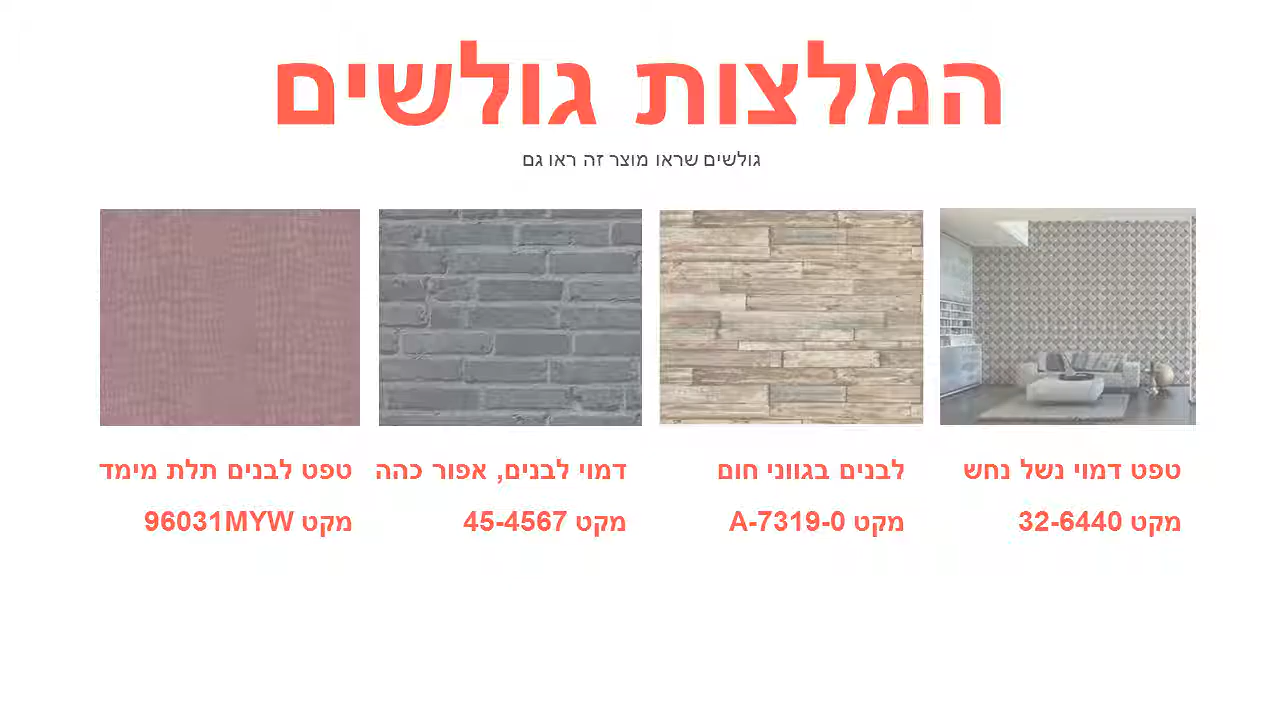 המלצות גולשים
גולשים שראו מוצר זה ראו גם
טפט דמוי נשל נחש
מקט 32-6440
לבנים בגווני חום
מקט A-7319-0
דמוי לבנים, אפור כהה
מקט 45-4567
טפט לבנים תלת מימד
מקט 96031MYW